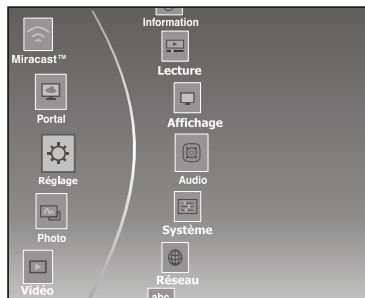 Miracast™
Portal
Réglage
Photo
Vidéo
Information
Lecture
Affichage
Audio
Système
Réseau
abc